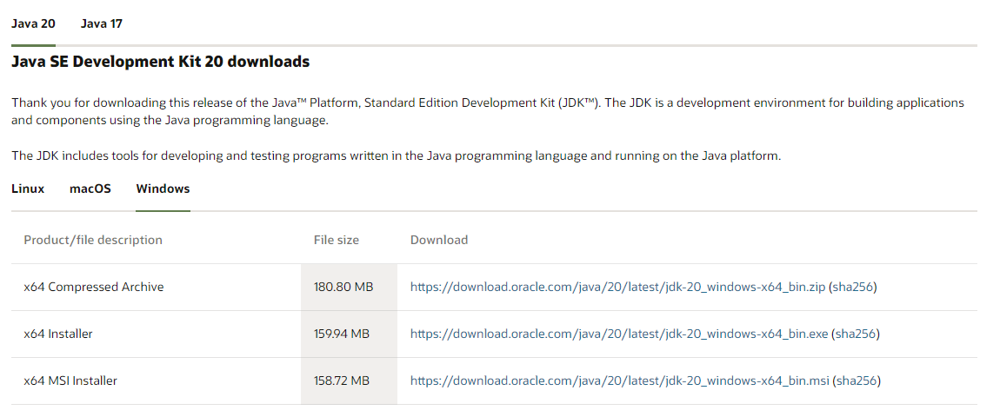 Java 20 Java 17
Java SE Development Kit 20 downloads
Thank you for downloading this release of the Java™ Platform, Standard Edition Development Kit (JDK™). The JDK is a development environment for building applications
and components using the Java programming language.
The JDK includes tools for developing and testing programs written in the Java programming language and running on the Java platform.
Linux macOS Windows
Product/file description File size Download
x64 Compressed Archive 180.80 MB https://download.oracle.com/java/20/latest/jdk-20_windows-x64_bin.zip (sha256)
x64 Installer 159.94 MB https://download.oracle.com/java/20/latest/jdk-20_windows-x64_bin.exe (sha256)
x64 MSI Installer 158.72 MB https://download.oracle.com/java/20/latest/jdk-20_windows-x64_bin.msi (sha256)